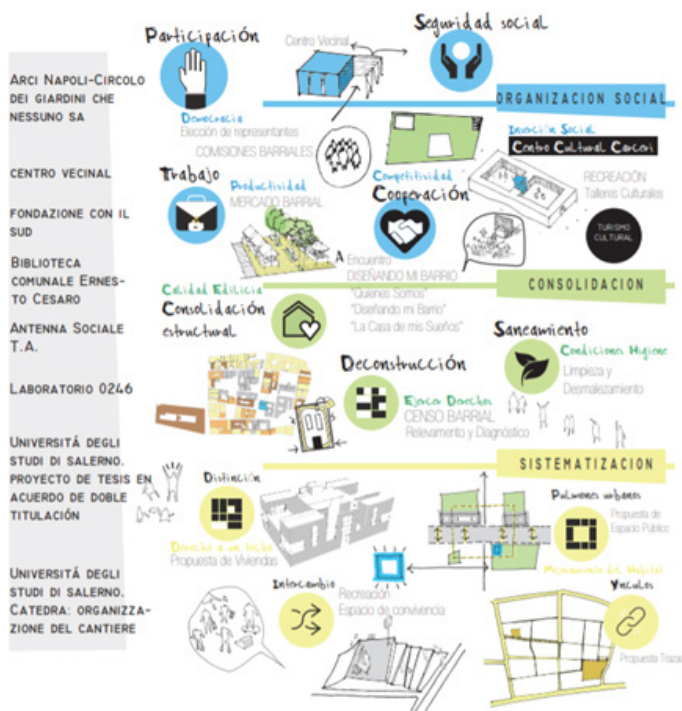 ARCI NAPOLI-CIRCOLO
DEI GIARDINI CHE
NESSUNO SA
CENTRO VECINAL
FONDAZIONE CON IL
SUD
BIBLIOTECA
COMUNALE ERNES-
TO CESARO
ANTENNA SOCIALE
T.A.
LABORATORIO 0246
UNIVERSITÁ DEGLI
STUDI DI SALERNO.
PROYECTO DE TESIS EN
ACUERDO DE DOBLE
TITULACIÓN
UNIVERSITÁ DEGLI
STUDI DI SALERNO.
CATEDRA: ORGANIZZA-
ZIONE DEL CANTIERE
Participación
Centro Vecinal
Seguridad social
ORGANIZACION SOCIAL
Democracia
Elección de representantes
COMISIONES BARRIALES
Inserción Social
Centro Cultural Carceri
RECREACIÓN
Talleres Culturales
TURISMO
CULTURAL
Trabajo
Productividad
MERCADO BARRIAL
Competitividad
Cooperación
A
Encuentro
DISEÑANDO MI BARRIO
"Quienes Somos"
"Diseñando mi Barrio"
"La Casa de mis Sueños"
CONSOLIDACION
Calidad Edilicia
Consolidación
estructural
Deconstrucción
Ejercer Derechos
CENSO BARRIAL
Relevamento y Diagnóstico
Saneamiento
Condiciones Higiene
Limpieza y
Desmalezamiento
SISTEMATIZACION
Distinción
Derecho a un techo
Propuesta de Viviendas
Pulmones urbanos
Propuesta de
Espacio Público
Mejoramiento del Hábitat
Intercambio
Recreación
Espacio de convivencia
Vínculos
Propuesta Trazad